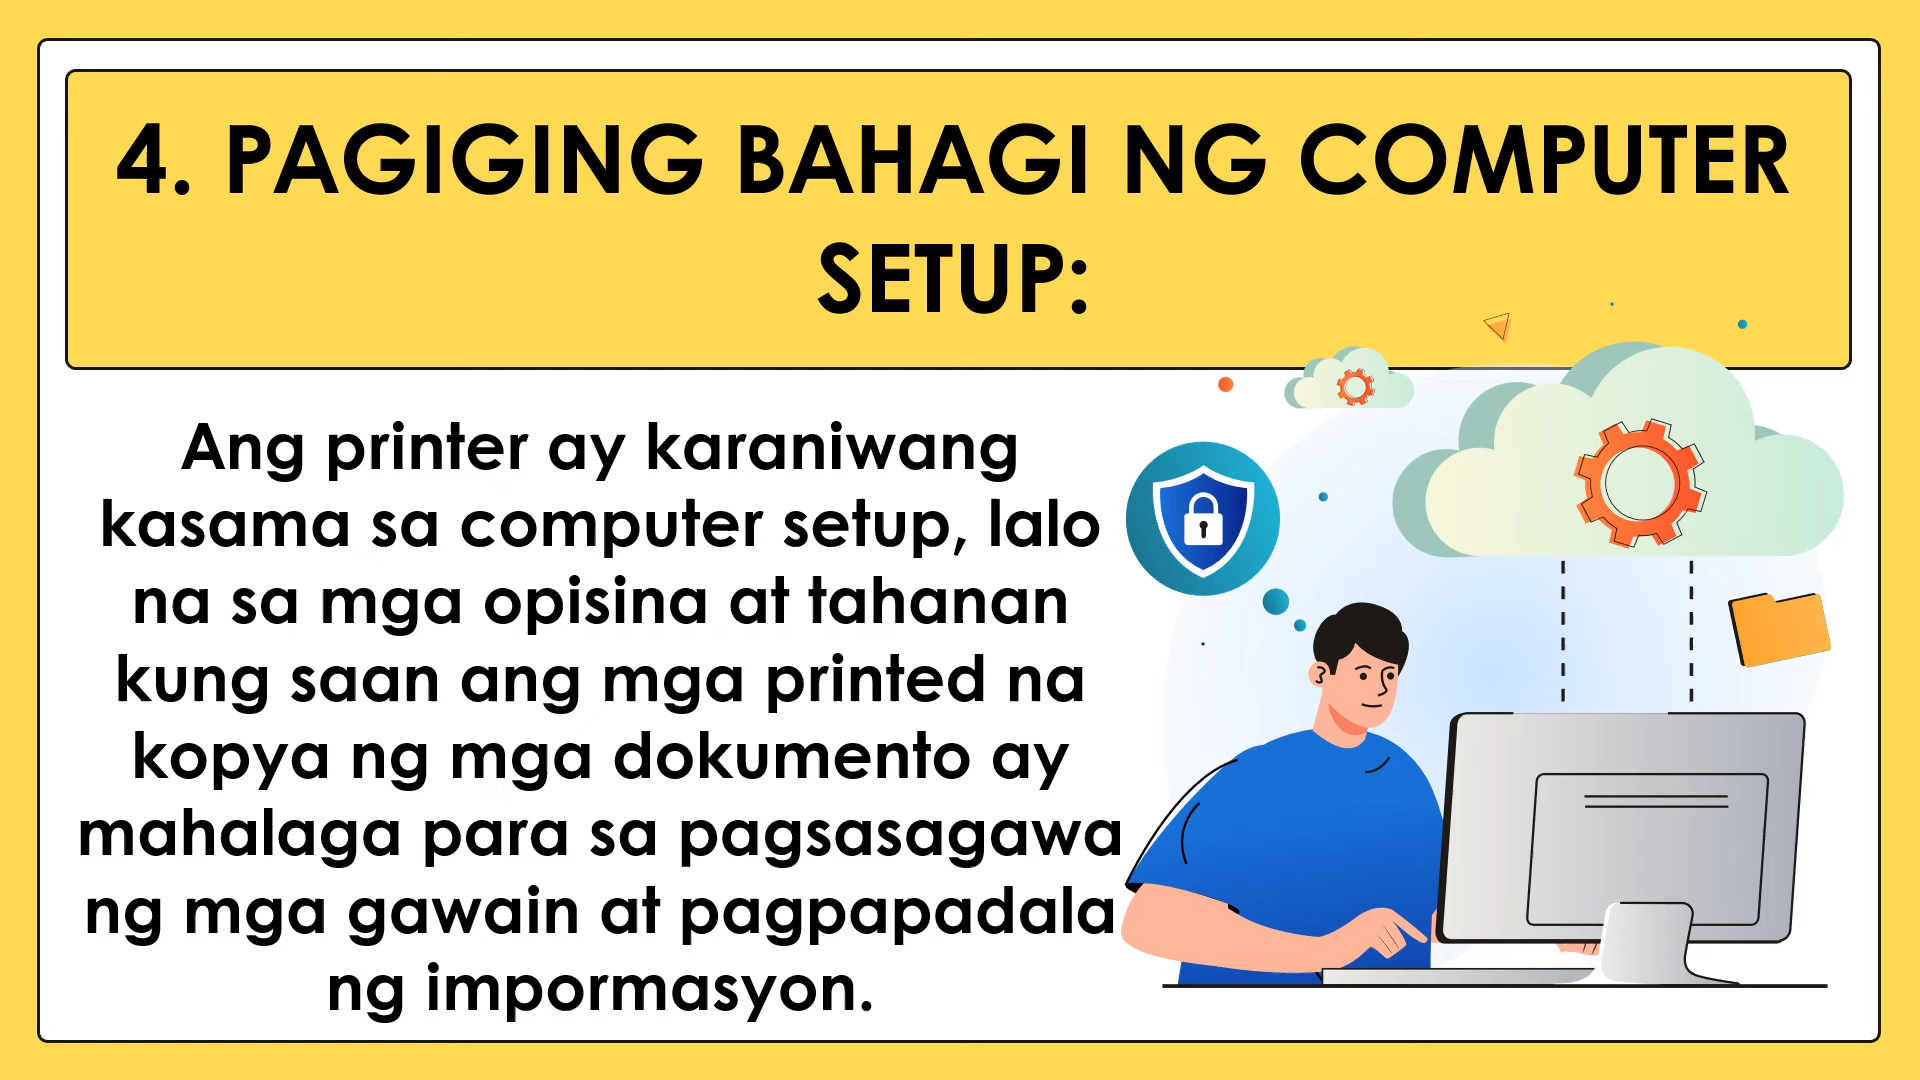 4. PAGIGING BAHAGI NG COMPUTER
SETUP:
Ang printer ay karaniwang
kasama sa computer setup, lalo
na sa mga opisina at tahanan
kung saan ang mga printed na
kopya ng mga dokumento ay
mahalaga para sa pagsasagawa
ng mga gawain at pagpapadala
ng impormasyon.